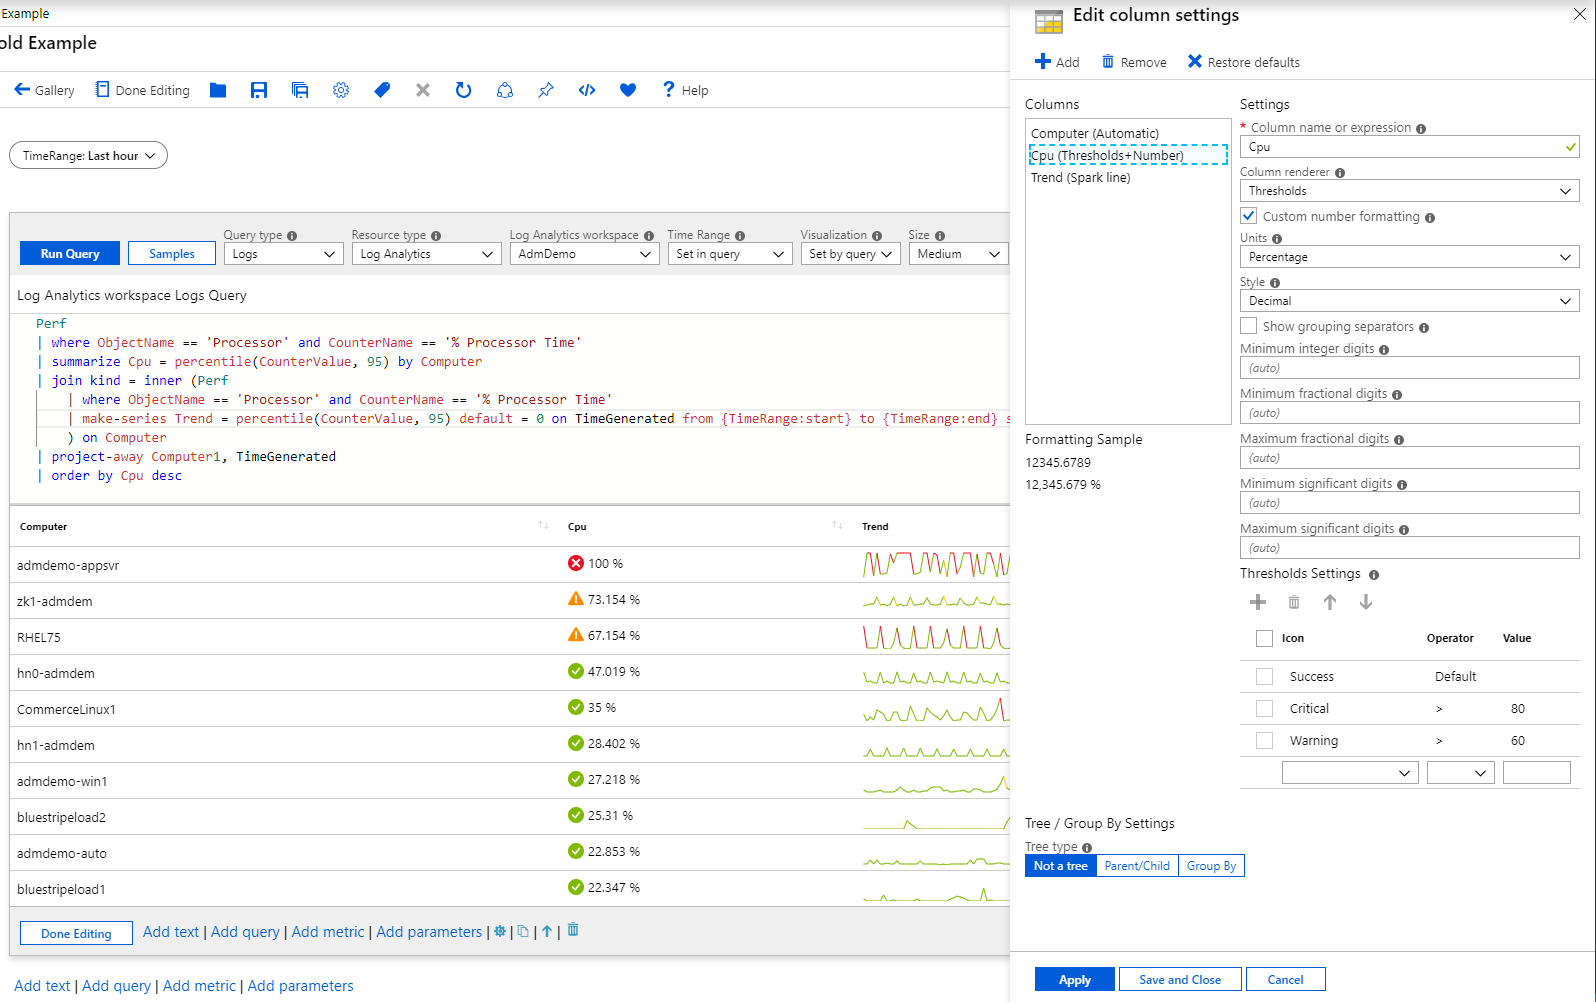 Example
old Example
Gallery
Done Editing
Help
TimeRange: Last hour
Run Query
Samples
Query type
Logs
Resource type
Log Analytics
Log Analytics workspace
AdmDemo
Time Range
Set in query
Visualization
Set by query
Size
Medium
Log Analytics workspace Logs Query
Perf
| where ObjectName == 'Processor' and CounterName == '% Processor Time'
| summarize Cpu = percentile(CounterValue, 95) by Computer
| join kind = inner (Perf
| where ObjectName == 'Processor' and CounterName == '% Processor Time'
| make-series Trend = percentile(CounterValue, 95) default = 0 on TimeGenerated from {TimeRange:start} to {TimeRange:end} s
) on Computer
| project-away Computer1, TimeGenerated
| order by Cpu desc
Computer Cpu Trend
admdemo-appsvr 100 %
zk1-admdem 73.154 %
RHEL75 67.154 %
hn0-admdem 47.019 %
CommerceLinux1 35 %
hn1-admdem 28.402 %
admdemo-win1 27.218 %
bluestripeload2 25.31 %
admdemo-auto 22.853 %
bluestripeload1 22.347 %
Done Editing
Add text | Add query | Add metric | Add parameters | | | |
Add text | Add query | Add metric | Add parameters
Edit column settings
Add
Remove
Restore defaults
Columns
Computer (Automatic)
Cpu (Thresholds+Number)
Trend (Spark line)
Formatting Sample
12345.6789
12,345.679 %
Settings
* Column name or expression
Cpu
Column renderer
Thresholds
Custom number formatting
Units
Percentage
Style
Decimal
Show grouping separators
Minimum integer digits
(auto)
Minimum fractional digits
(auto)
Maximum fractional digits
(auto)
Minimum significant digits
(auto)
Maximum significant digits
(auto)
Thresholds Settings
Icon Operator Value
Success Default
Critical > 80
Warning > 60
Tree / Group By Settings
Tree type
Not a tree
Parent/Child
Group By
Apply
Save and Close
Cancel